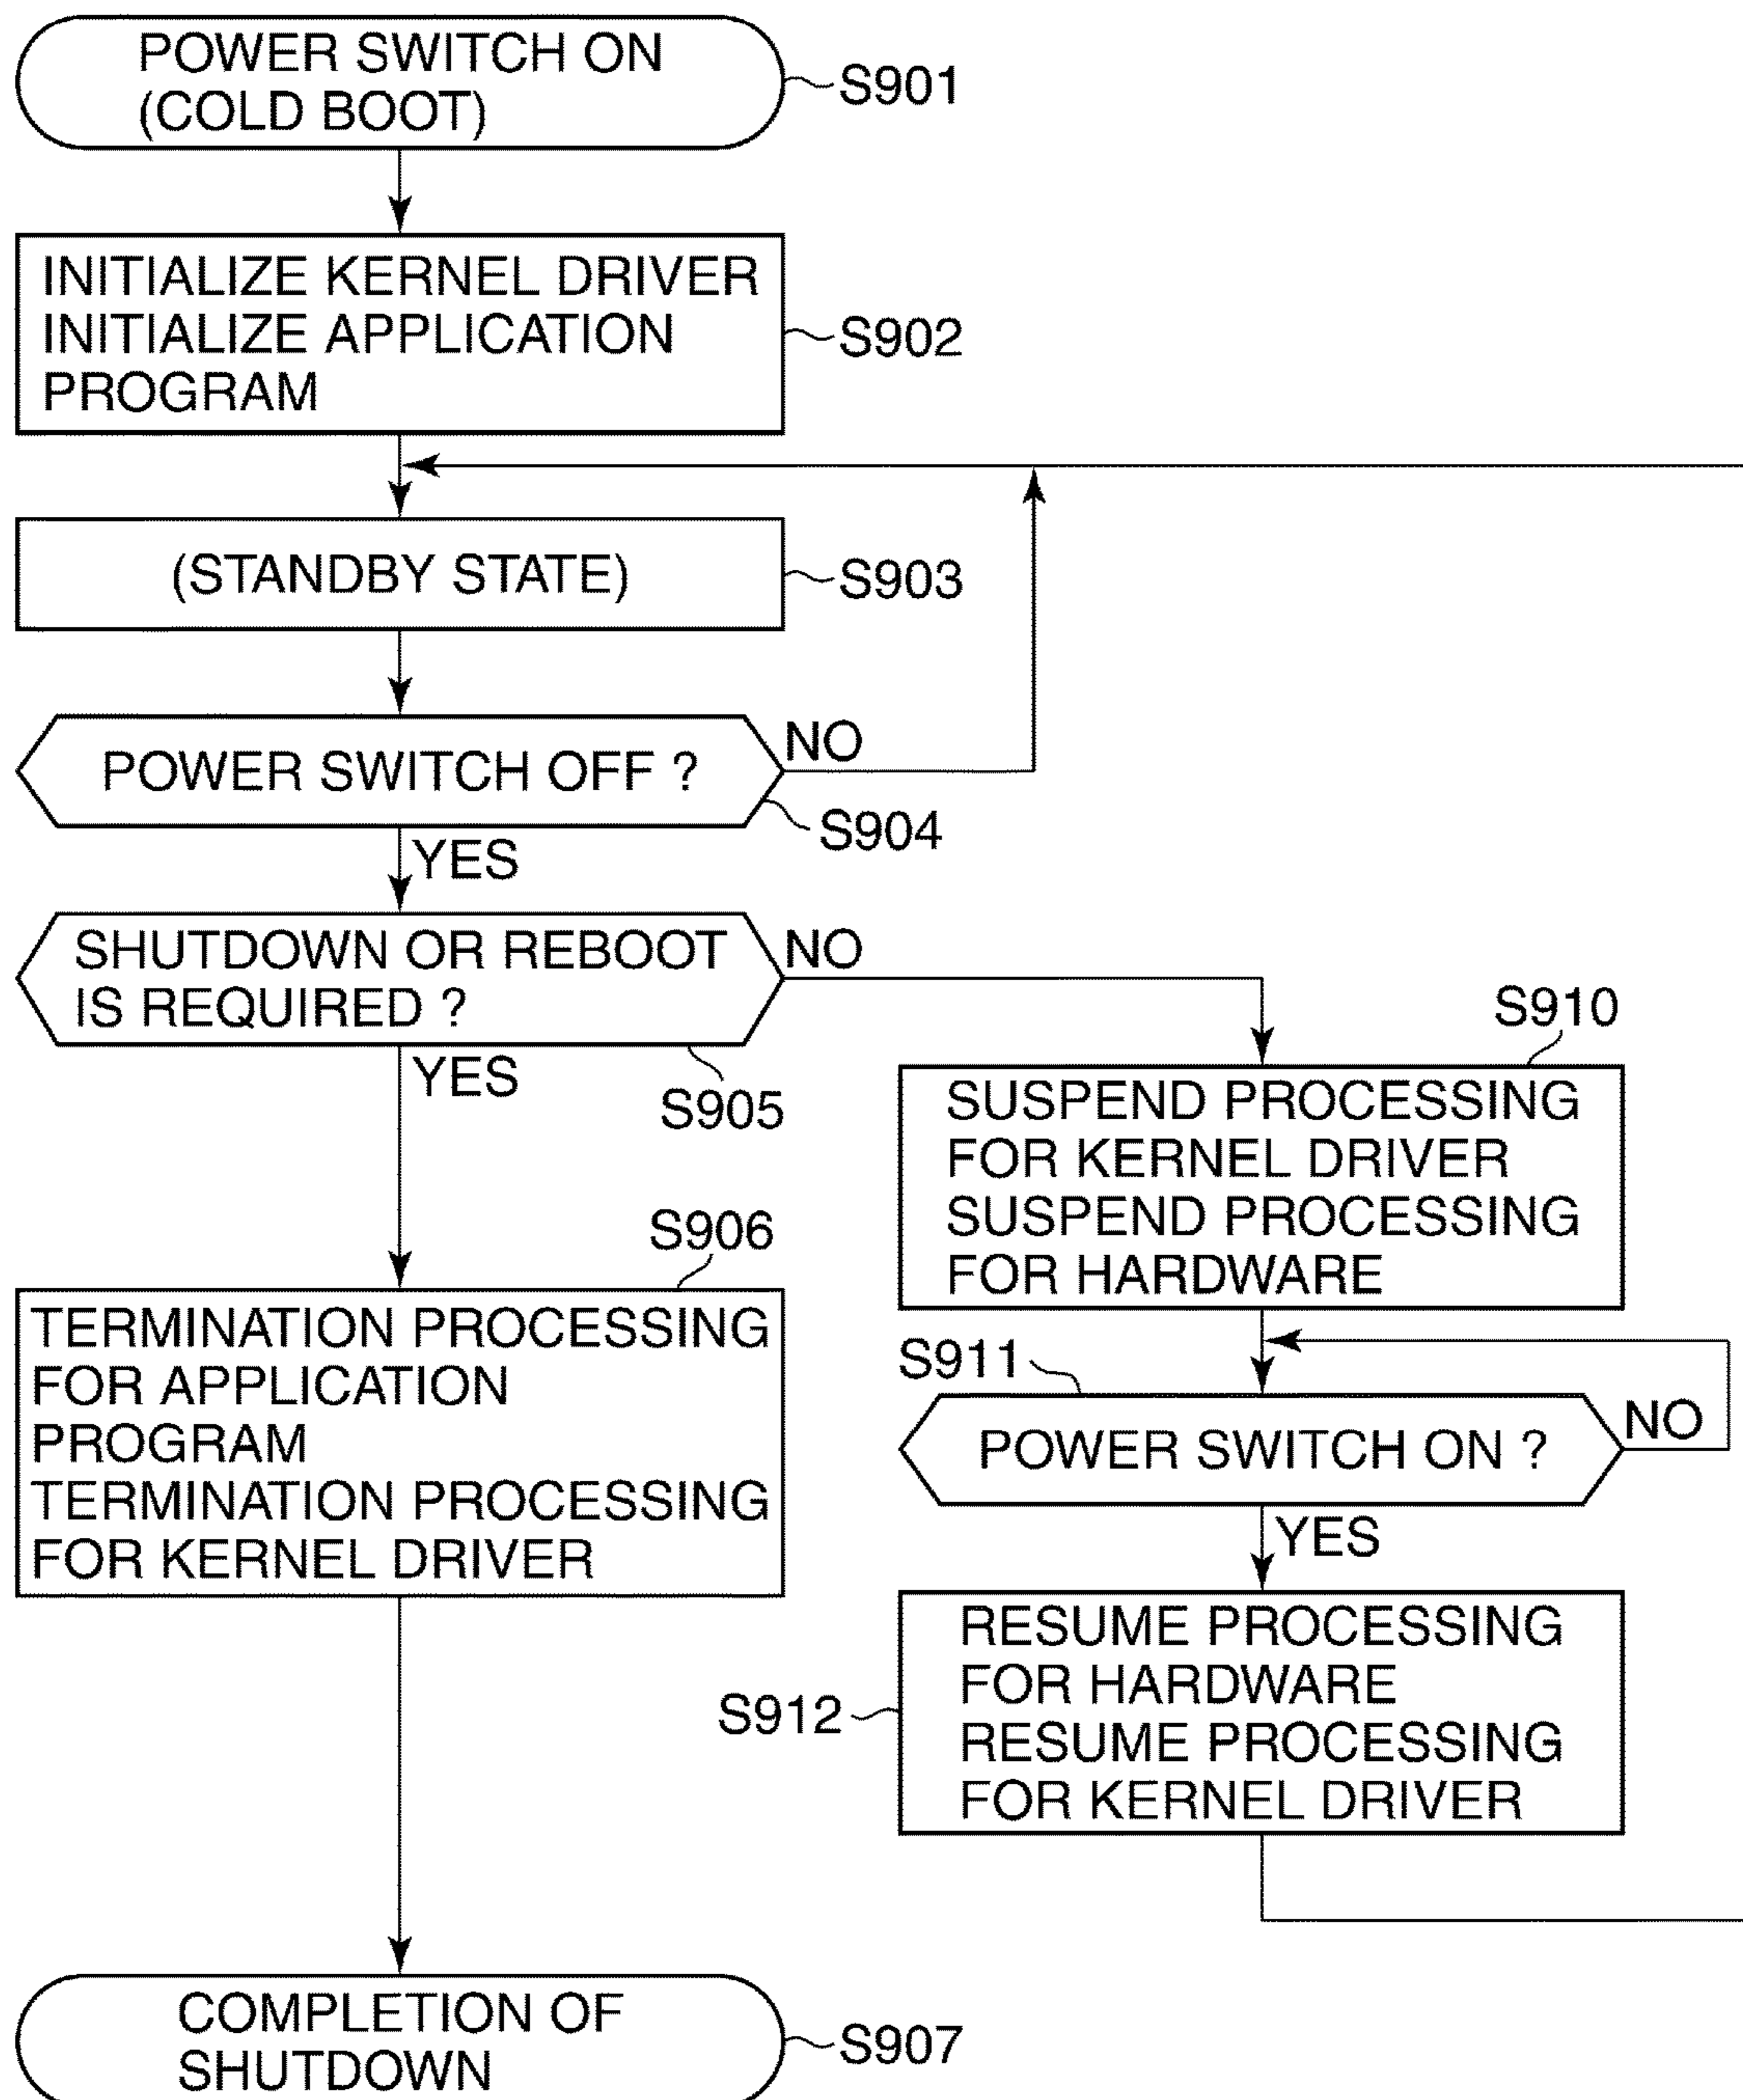 POWER SWITCH ON
(COLD BOOT)
S901
INITIALIZE KERNEL DRIVER
INITIALIZE APPLICATION
PROGRAM
S902
(STANDBY STATE)
S903
POWER SWITCH OFF ?
NO
S904
YES
SHUTDOWN OR REBOOT
IS REQUIRED ?
NO
S905
YES
S910
SUSPEND PROCESSING
FOR KERNEL DRIVER
SUSPEND PROCESSING
FOR HARDWARE
S906
TERMINATION PROCESSING
FOR APPLICATION
PROGRAM
TERMINATION PROCESSING
FOR KERNEL DRIVER
S911
POWER SWITCH ON ?
NO
YES
RESUME PROCESSING
FOR HARDWARE
RESUME PROCESSING
FOR KERNEL DRIVER
S912
COMPLETION OF
SHUTDOWN
S907